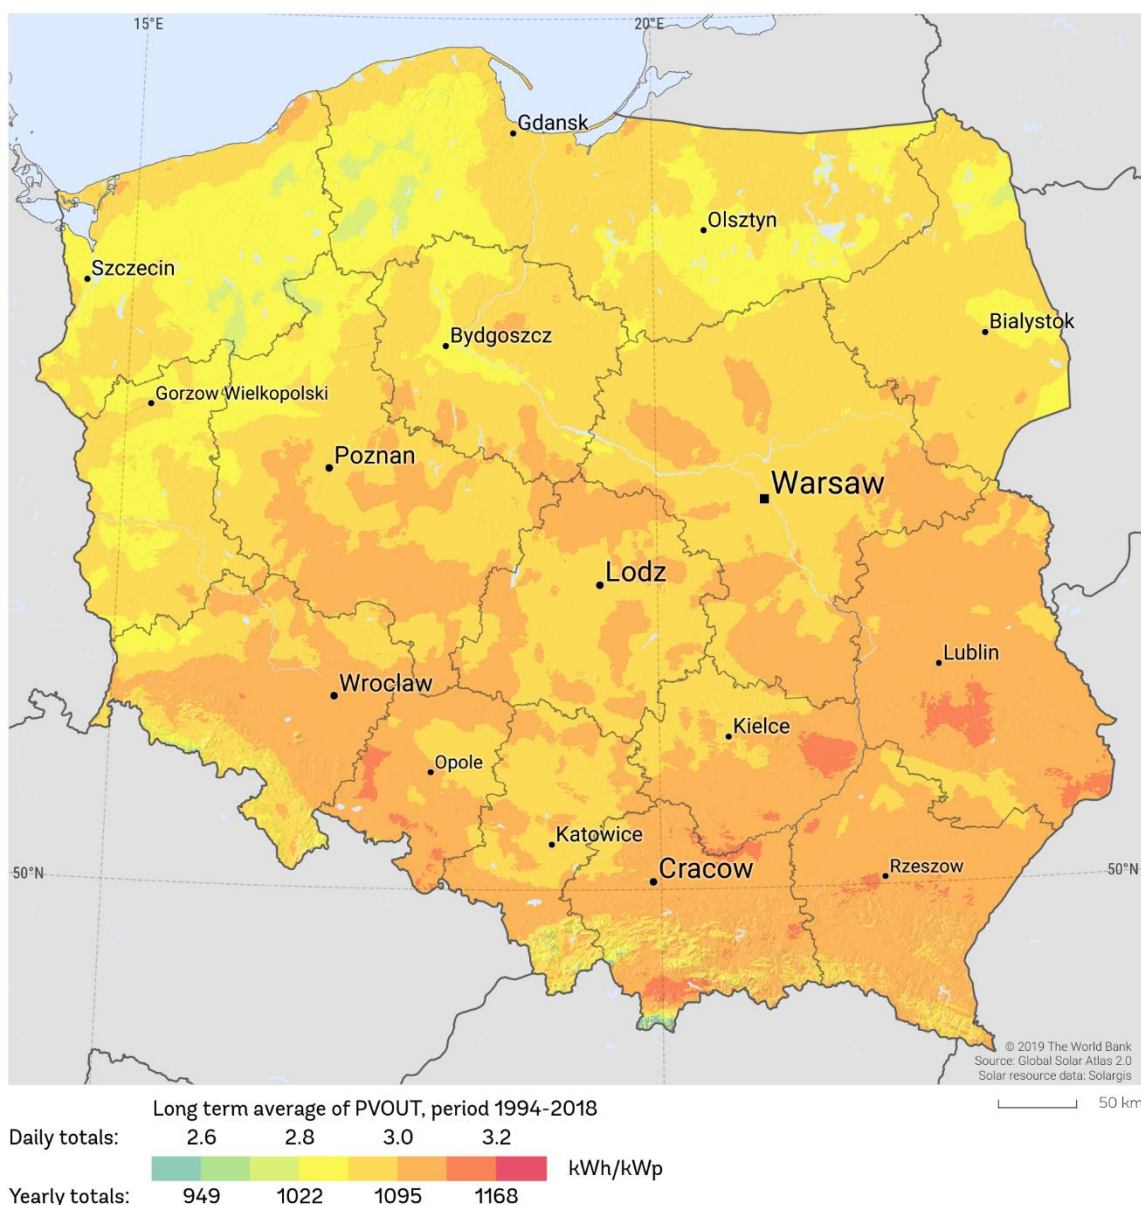 15°E
20°E
Gdansk
Olsztyn
Szczecin
Bialystok
Bydgoszcz
Gorzow Wielkopolski
Poznan
Warsaw
Lodz
Lublin
Wroclaw
Kielce
Opole
Katowice
Cracow
Rzeszow
50°N
50°N
© 2019 The World Bank
Source: Global Solar Atlas 2.0
Solar resource data: Solargis
Long term average of PVOUT, period 1994-2018
50 km
Daily totals: 2.6 2.8 3.0 3.2
kWh/kWp
Yearly totals: 949 1022 1095 1168